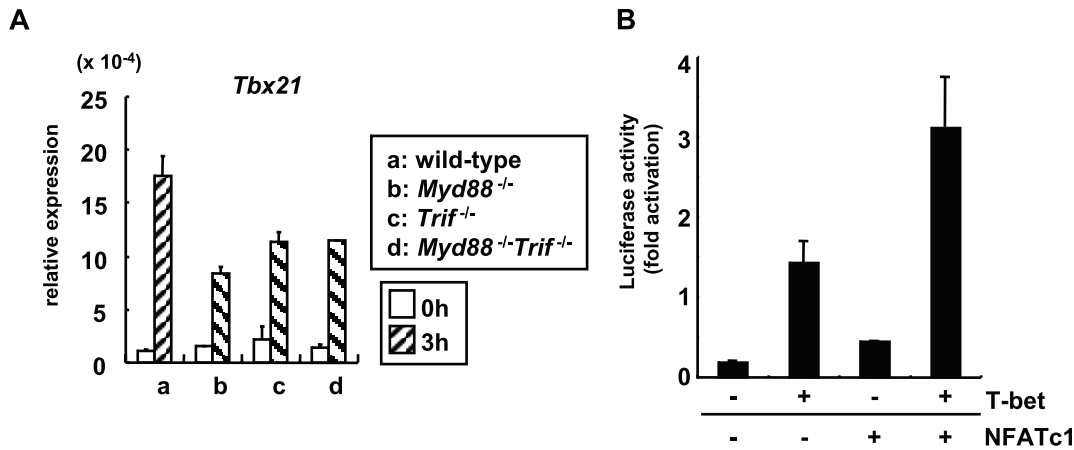 A
(x 10-4)
Tbx21
relative expression
25
20
15
10
5
0
a
b
c
d
a: wild-type
b: Myd88 -/-
c: Trif -/-
d: Myd88 -/- Trif -/-
0h
3h
B
Luciferase activity
(fold activation)
4
3
2
1
0
- + - + T-bet
- - + + NFATc1